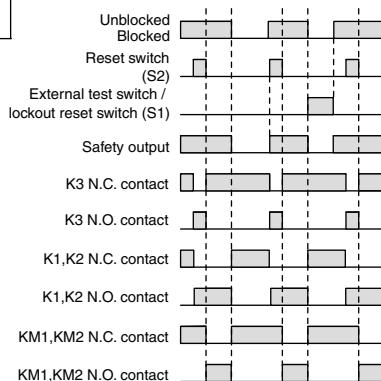 Unblocked
Blocked
Reset switch
(S2)
External test switch /
lockout reset switch (S1)
Safety output
K3 N.C. contact
K3 N.O. contact
K1,K2 N.C. contact
K1,K2 N.O. contact
KM1,KM2 N.C. contact
KM1,KM2 N.O. contact